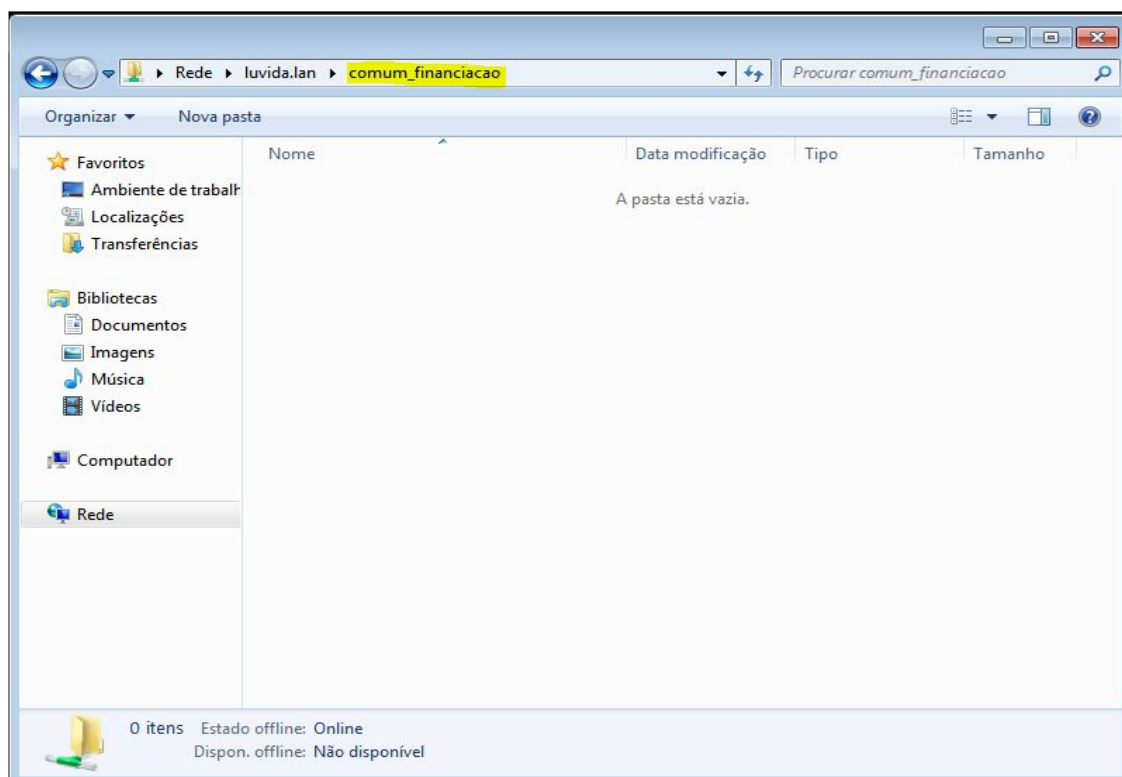 Rede luvida.lan comum_financiacao
Procurar comum_financiacao
Organizar Nova pasta
Nome Data modificação Tipo Tamanho
A pasta está vazia.
Favoritos
Ambiente de trabalh
Localizações
Transferências
Bibliotecas
Documentos
Imagens
Música
Vídeos
Computador
Rede
0 itens Estado offline: Online
Dispon. offline: Não disponível